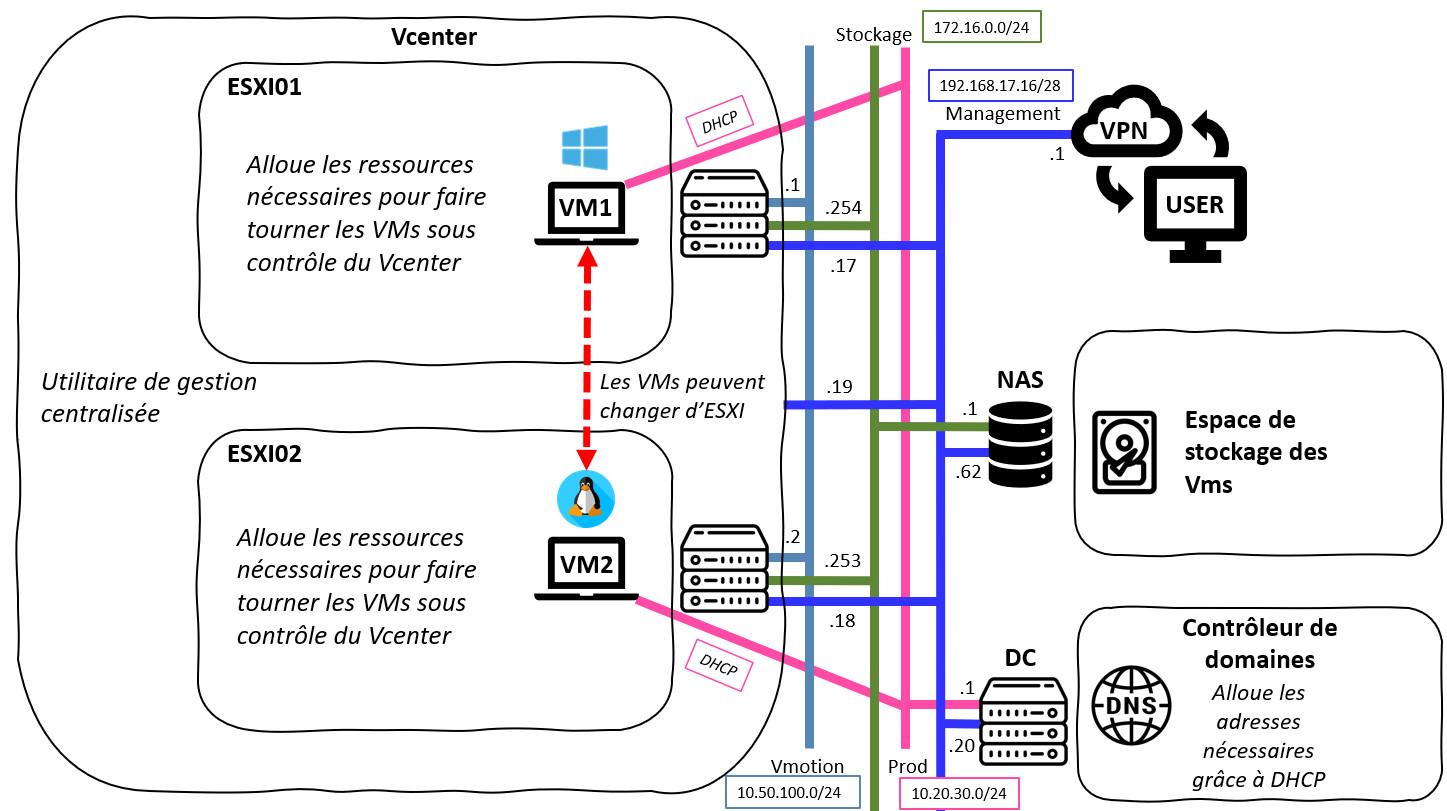 Vcenter
ESXI01
Alloue les ressources
nécessaires pour faire
tourner les VMs sous
contrôle du Vcenter
VM1
DHCP
Utilitaire de gestion
centralisée
Les VMs peuvent
changer d’ESXI
ESXI02
Alloue les ressources
nécessaires pour faire
tourner les VMs sous
contrôle du Vcenter
VM2
DHCP
Stockage
172.16.0.0/24
192.168.17.16/28
Management
.1
.254
.17
.19
.2
.253
.18
Vmotion
10.50.100.0/24
Prod
10.20.30.0/24
.1
VPN
USER
NAS
.1
.62
Espace de
stockage des
Vms
DC
.1
.20
Contrôleur de
domaines
DNS
Alloue les
adresses
nécessaires
grâce à DHCP